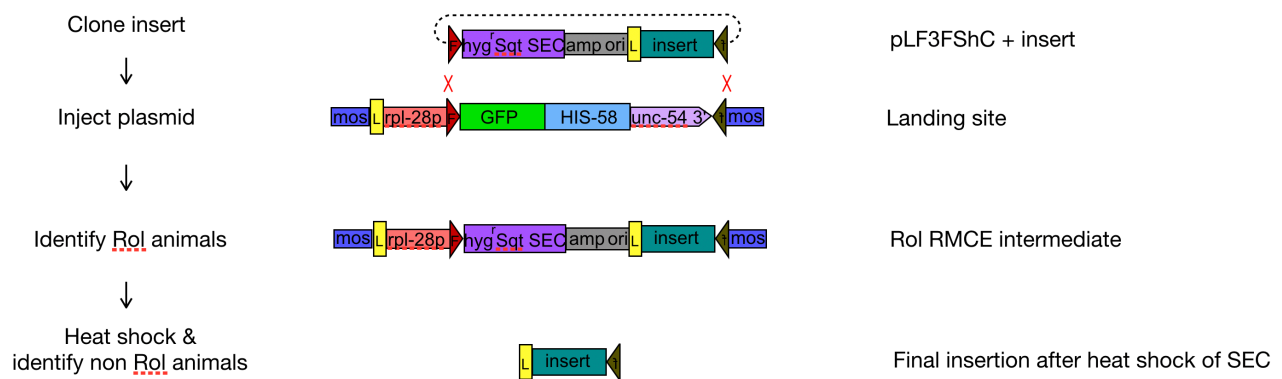 Clone insert
hygʳ Sqt SEC amp ori L insert
pLF3FShC + insert
X X
Inject plasmid
mos L rpl-28p F GFP HIS-58 unc-54 3' mos
Landing site
Identify Rol animals
mos L rpl-28p F hygʳ Sqt SEC amp ori L insert mos
Rol RMCE intermediate
Heat shock &
identify non Rol animals
L insert
Final insertion after heat shock of SEC